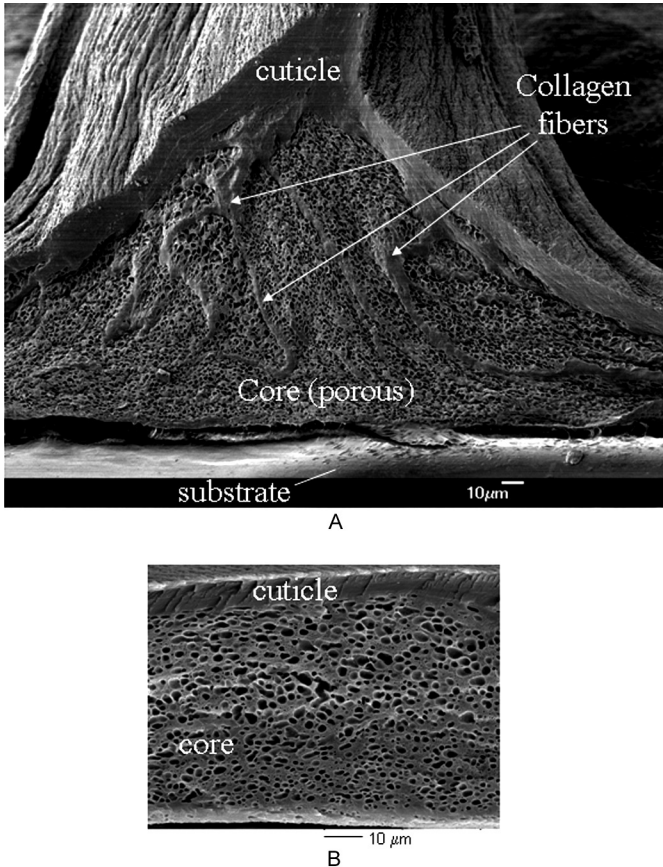 cuticle
Collagen
fibers
Core (porous)
substrate
10μm
A
cuticle
core
10 μm
B